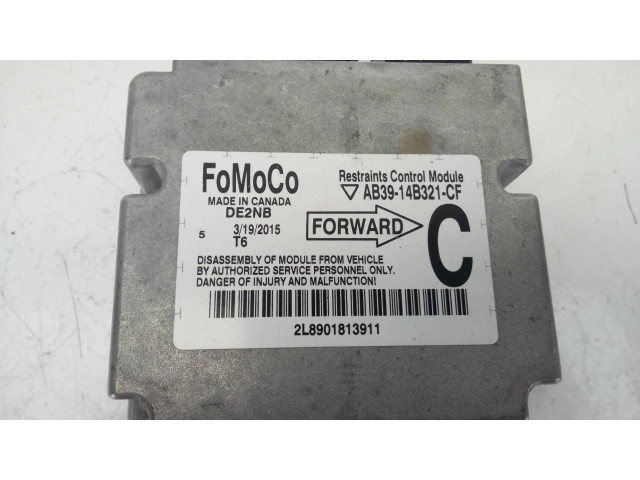 FoMoCo
MADE IN CANADA
DE2NB
5 3/19/2015
T6
Restraints Control Module
AB39-14B321-CF
FORWARD
C
DISASSEMBLY OF MODULE FROM VEHICLE
BY AUTHORIZED SERVICE PERSONNEL ONLY.
DANGER OF INJURY AND MALFUNCTION!
2L8901813911